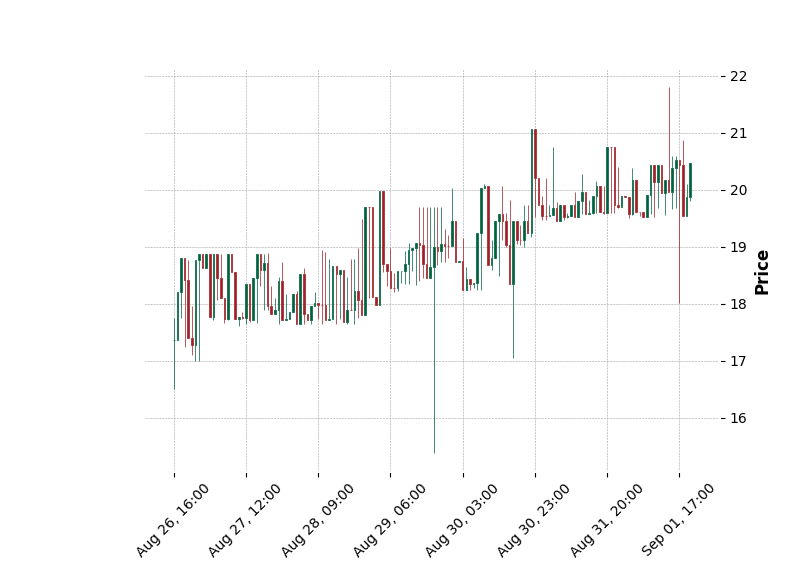 22
21
20
19
18
17
16
Price
Aug 26, 16:00
Aug 27, 12:00
Aug 28, 09:00
Aug 29, 06:00
Aug 30, 03:00
Aug 30, 23:00
Aug 31, 20:00
Sep 01, 17:00